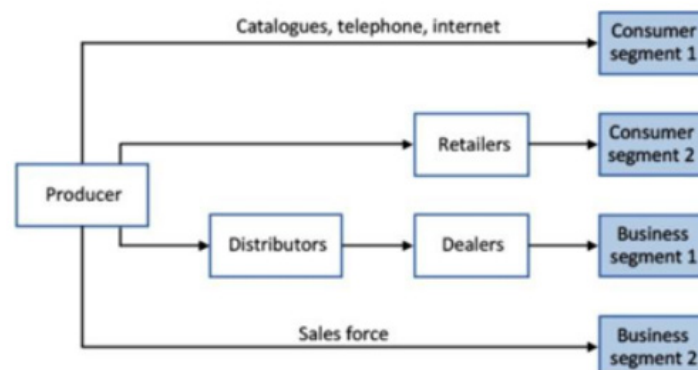 Catalogues, telephone, internet
Consumer
segment 1
Retailers
Consumer
segment 2
Producer
Distributors
Dealers
Business
segment 1
Sales force
Business
segment 2